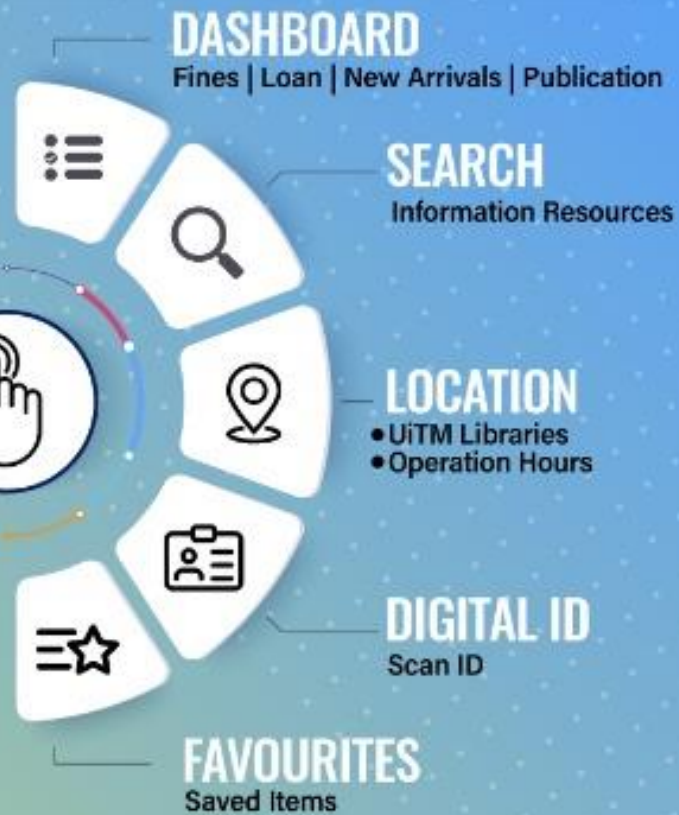 DASHBOARD
Fines | Loan | New Arrivals | Publication
SEARCH
Information Resources
LOCATION
•UiTM Libraries
•Operation Hours
DIGITAL ID
Scan ID
FAVOURITES
Saved Items